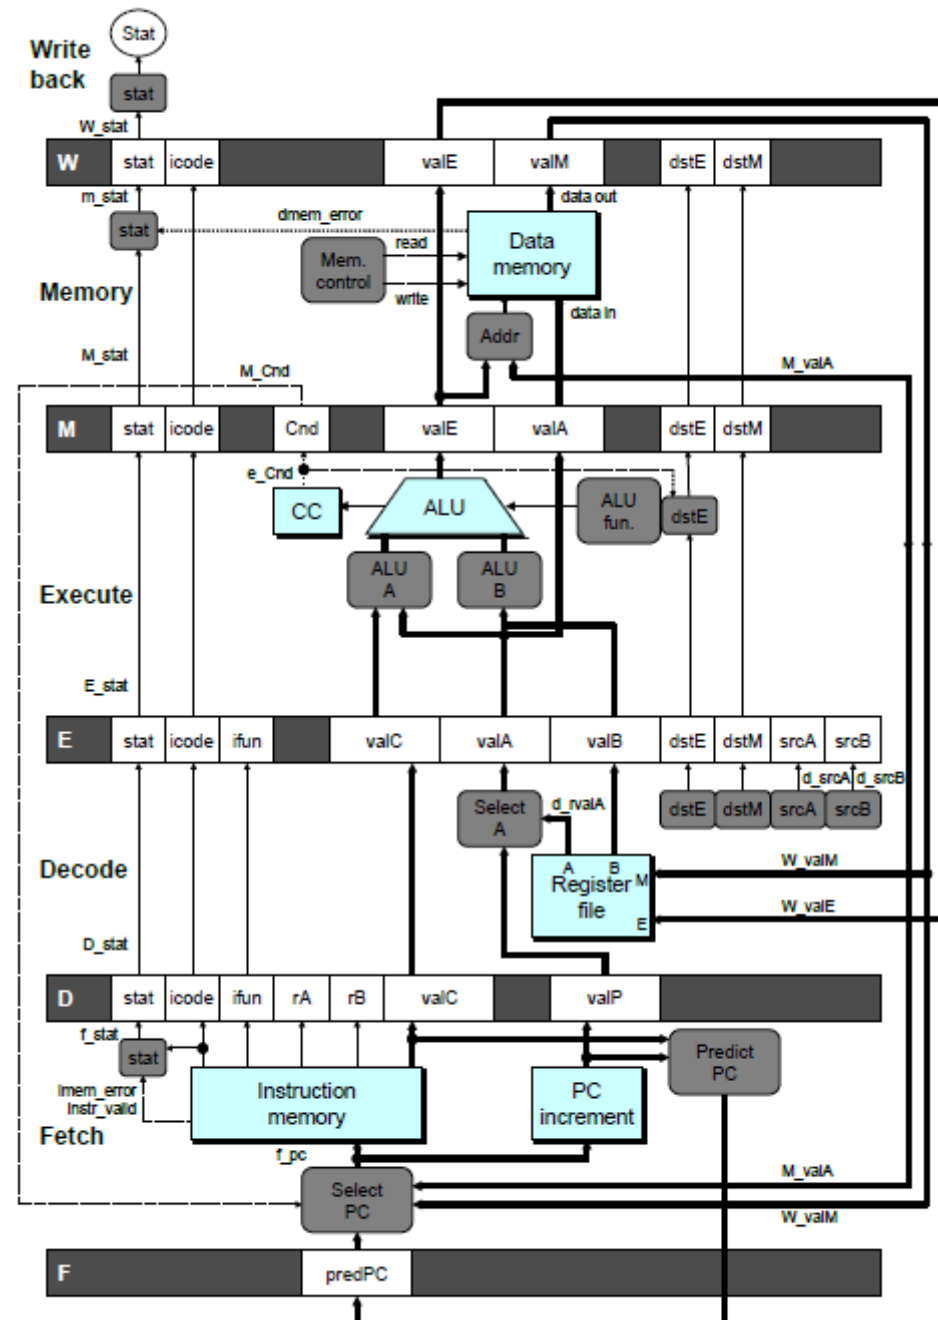 Stat
Write
back
stat
W_stat
W stat icode valE valM dstE dstM
m_stat
data out
dmem_error
stat
read
Mem.
control
Data
memory
write
Memory
data in
Addr
M_stat
M_Cnd
M_valA
M stat icode Cnd valE valA dstE dstM
e_Cnd
CC
ALU
ALU
fun.
dstE
ALU
A
ALU
B
Execute
E_stat
E stat icode ifun valC valA valB dstE dstM srcA srcB
d_srcA d_srcB
Select
A
d_rvalA
dstE dstM srcA srcB
Decode
A B M
Register
file
E
W_valM
W_valE
D_stat
D stat icode ifun rA rB valC valP
f_stat
stat
Predict
PC
Imem_error
Instr_valid
Instruction
memory
PC
increment
Fetch
f_pc
M_valA
Select
PC
W_valM
F predPC